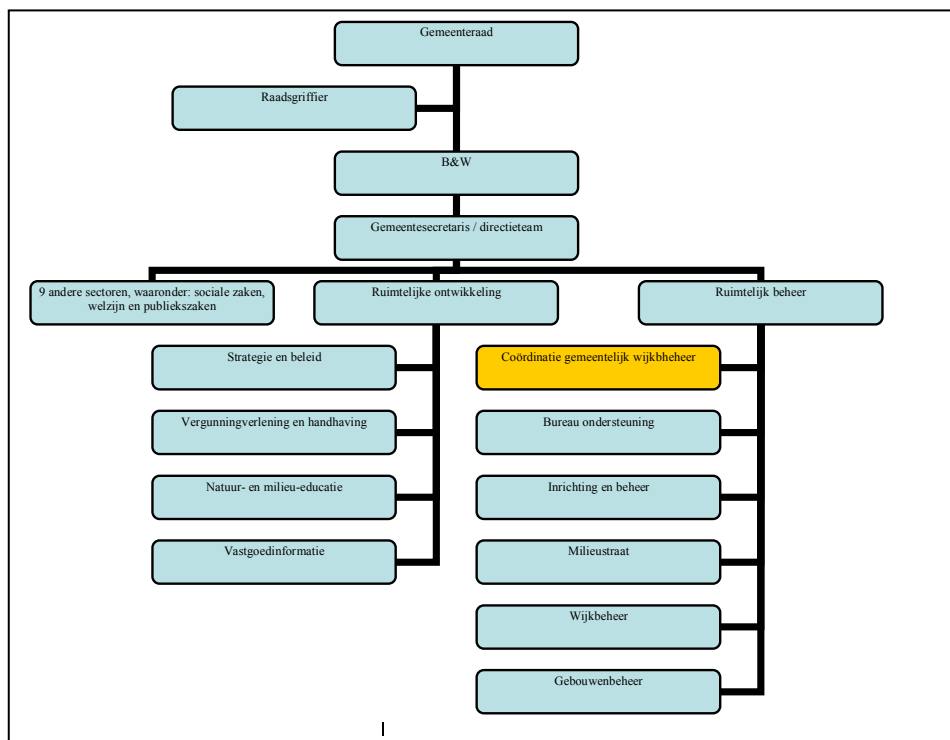 Gemeenteraad
Raadsgriffier
B&W
Gemeentesecretaris / directieteam
9 andere sectoren, waaronder: sociale zaken,
welzijn en publiekszaken
Ruimtelijke ontwikkeling
Ruimtelijk beheer
Strategie en beleid
Vergunningverlening en handhaving
Natuur- en milieu-educatie
Vastgoedinformatie
Coördinatie gemeentelijk wijkbheheer
Bureau ondersteuning
Inrichting en beheer
Milieustraat
Wijkbeheer
Gebouwenbeheer